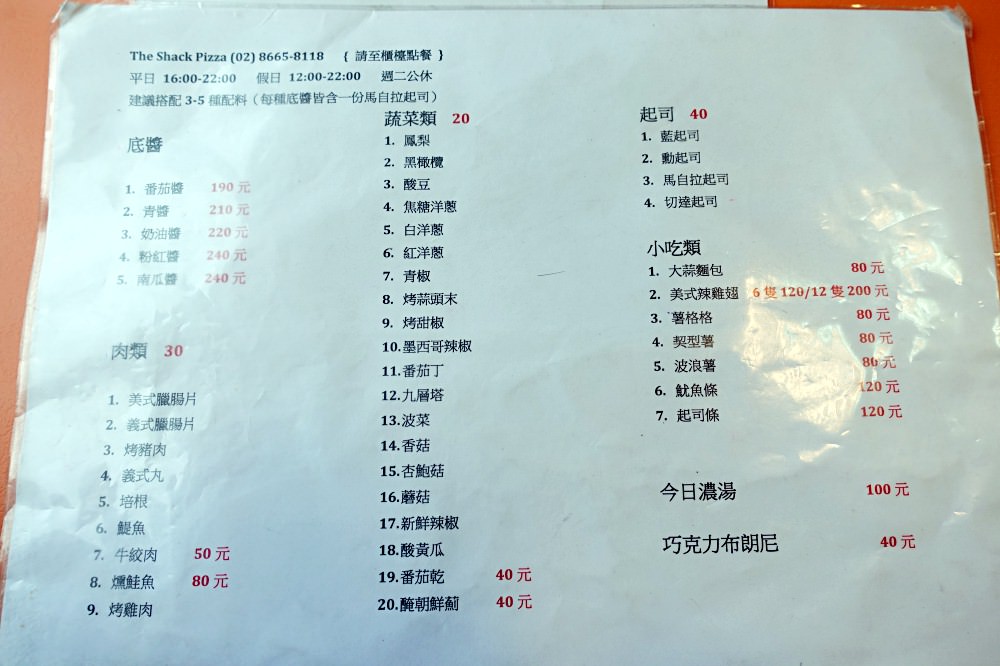 The Shack Pizza (02) 8665-8118 { 請至櫃檯點餐 }
平日 16:00-22:00 假日 12:00-22:00 週二公休
建議搭配 3-5 種配料（每種底醬皆含一份馬自拉起司）
底醬
1. 番茄醬 190 元
2. 青醬 210 元
3. 奶油醬 220 元
4. 粉紅醬 240 元
5. 南瓜醬 240 元
肉類 30
1. 美式臘腸片
2. 義式臘腸片
3. 烤豬肉
4. 義式丸
5. 培根
6. 鯷魚
7. 牛絞肉 50 元
8. 燻鮭魚 80 元
9. 烤雞肉
蔬菜類 20
1. 鳳梨
2. 黑橄欖
3. 酸豆
4. 焦糖洋蔥
5. 白洋蔥
6. 紅洋蔥
7. 青椒
8. 烤蒜頭末
9. 烤甜椒
10.墨西哥辣椒
11.番茄丁
12.九層塔
13.波菜
14.香菇
15.杏鮑菇
16.蘑菇
17.新鮮辣椒
18.酸黃瓜
19.番茄乾 40 元
20.醃朝鮮薊 40 元
起司 40
1. 藍起司
2. 勳起司
3. 馬自拉起司
4. 切達起司
小吃類
1. 大蒜麵包 80 元
2. 美式辣雞翅 6 隻 120/12 隻 200 元
3. 薯格格 80 元
4. 契型薯 80 元
5. 波浪薯 80 元
6. 魷魚條 120 元
7. 起司條 120 元
今日濃湯 100 元
巧克力布朗尼 40 元